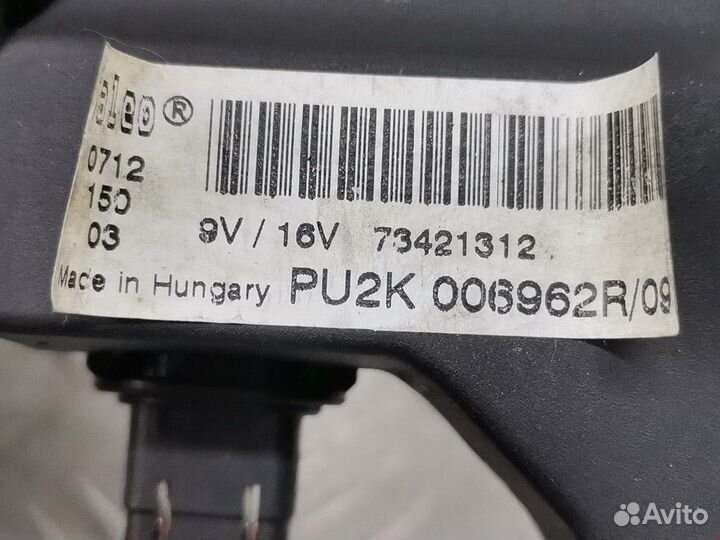 ®
0712
150
03
9V / 16V 73421312
Made in Hungary PU2K 006962R/09
Avito